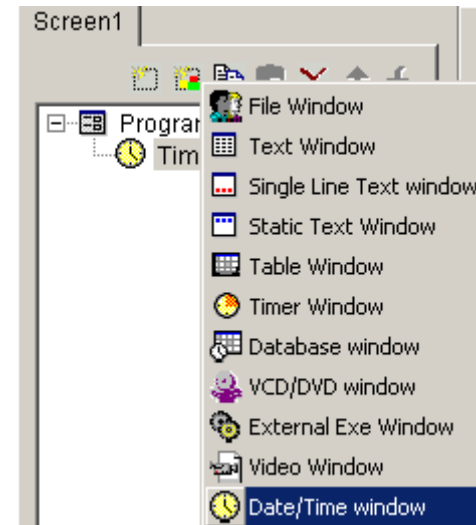 Screen1
Program
Tim
File Window
Text Window
Single Line Text window
Static Text Window
Table Window
Timer Window
Database window
VCD/DVD window
External Exe Window
Video Window
Date/Time window